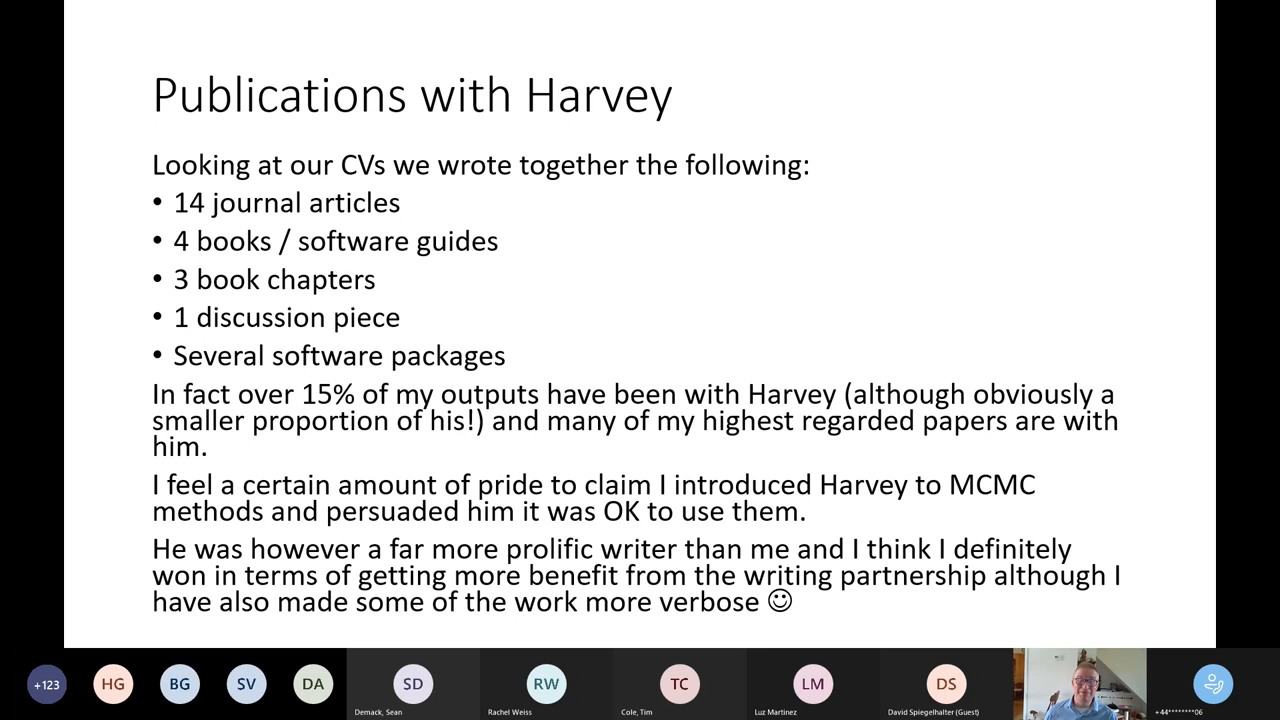 Publications with Harvey
Looking at our CVs we wrote together the following:
• 14 journal articles
• 4 books / software guides
• 3 book chapters
• 1 discussion piece
• Several software packages
In fact over 15% of my outputs have been with Harvey (although obviously a
smaller proportion of his!) and many of my highest regarded papers are with
him.
I feel a certain amount of pride to claim I introduced Harvey to MCMC
methods and persuaded him it was OK to use them.
He was however a far more prolific writer than me and I think I definitely
won in terms of getting more benefit from the writing partnership although I
have also made some of the work more verbose ☺
+123
HG
BG
SV
DA
SD
RW
TC
LM
DS
Demack, Sean
Rachel Weiss
Cole, Tim
Luz Martinez
David Spiegelhalter (Guest)
+44********06